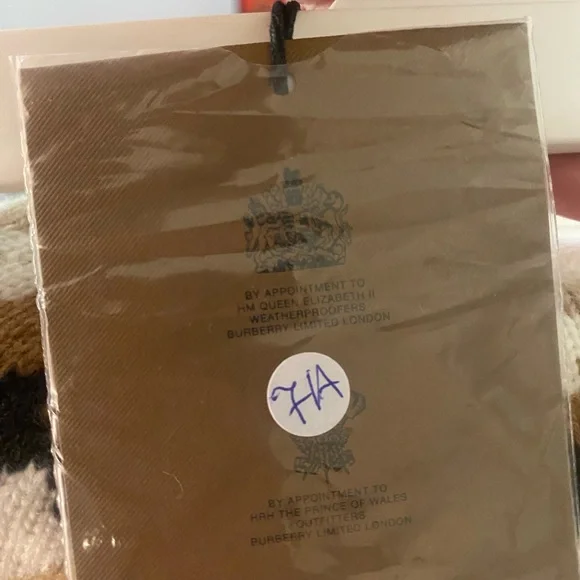 BY APPOINTMENT TO
HM QUEEN ELIZABETH II
WEATHERPROOFERS
BURBERRY LIMITED LONDON
7HA
BY APPOINTMENT TO
HRH THE PRINCE OF WALES
OUTFITTERS
BURBERRY LIMITED LONDON